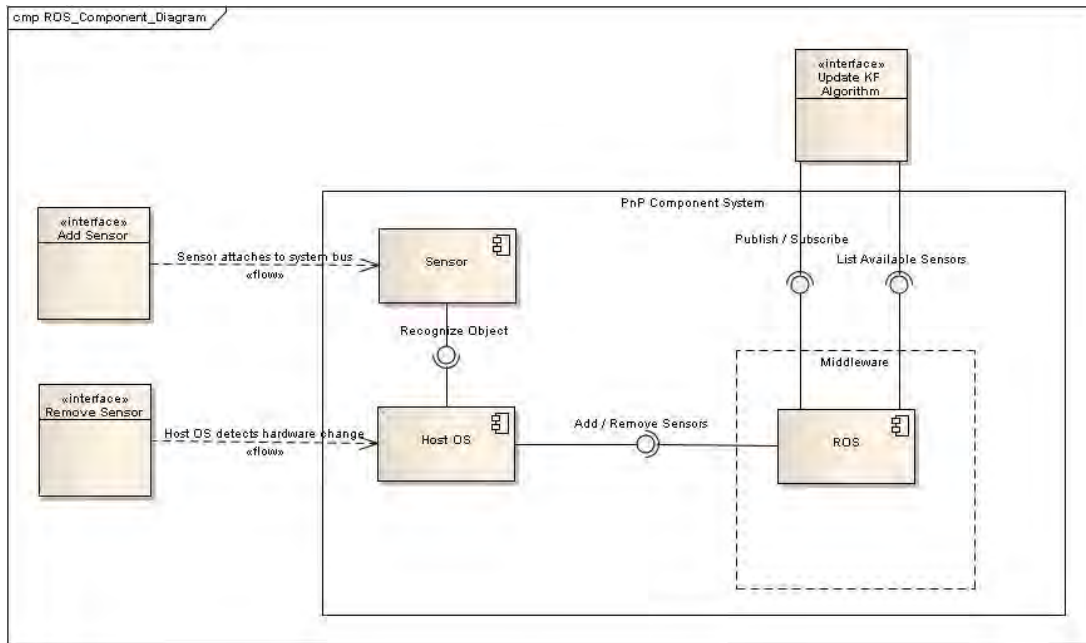 cmp ROS_Component_Diagram
«interface»
Update KF
Algorithm
PnP Component System
«interface»
Add Sensor
Sensor attaches to system bus
«flow»
Sensor
Publish / Subscribe
List Available Sensors
Recognize Object
Middleware
«interface»
Remove Sensor
Host OS detects hardware change
«flow»
Host OS
Add / Remove Sensors
ROS